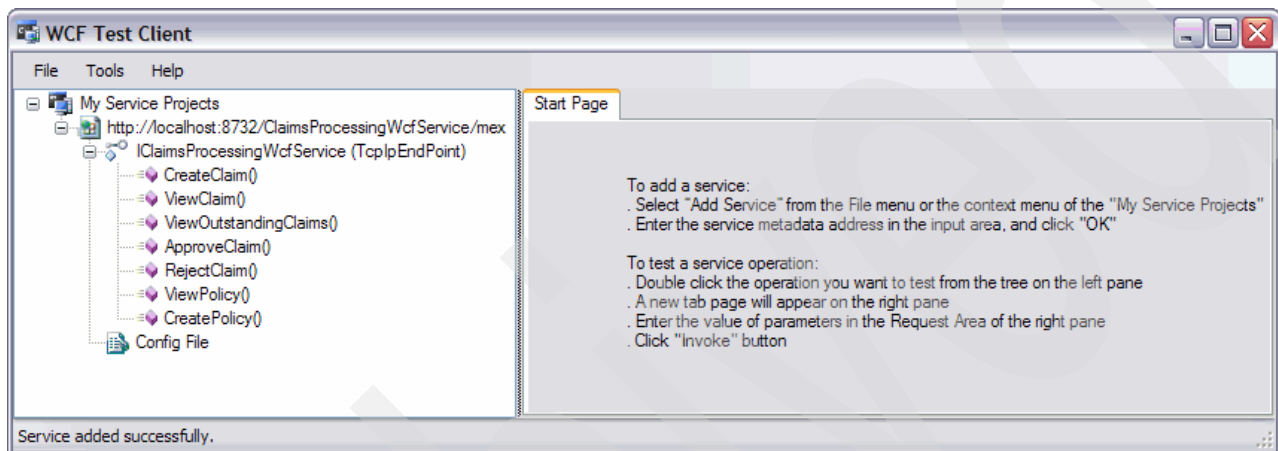 WCF Test Client
File Tools Help
My Service Projects
http://localhost:8732/ClaimsProcessingWcfService/mex
IClaimsProcessingWcfService (TcpIpEndPoint)
CreateClaim()
ViewClaim()
ViewOutstandingClaims()
ApproveClaim()
RejectClaim()
ViewPolicy()
CreatePolicy()
Config File
Start Page
To add a service:
. Select "Add Service" from the File menu or the context menu of the "My Service Projects"
. Enter the service metadata address in the input area, and click "OK"
To test a service operation:
. Double click the operation you want to test from the tree on the left pane
. A new tab page will appear on the right pane
. Enter the value of parameters in the Request Area of the right pane
. Click "Invoke" button
Service added successfully.